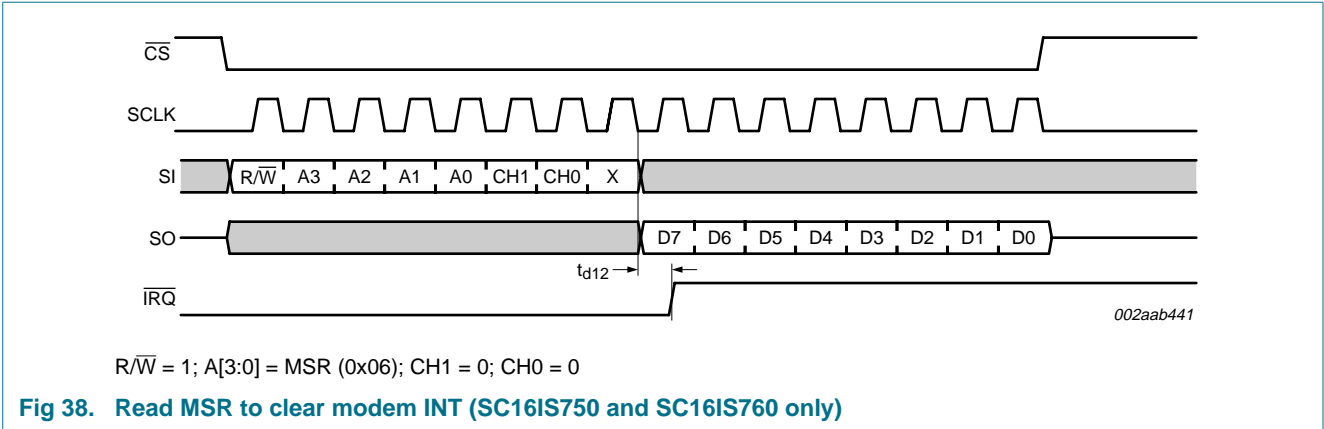 CS
SCLK
SI R/W A3 A2 A1 A0 CH1 CH0 X
SO D7 D6 D5 D4 D3 D2 D1 D0
td12
IRQ
002aab441
R/W = 1; A[3:0] = MSR (0x06); CH1 = 0; CH0 = 0
Fig 38. Read MSR to clear modem INT (SC16IS750 and SC16IS760 only)